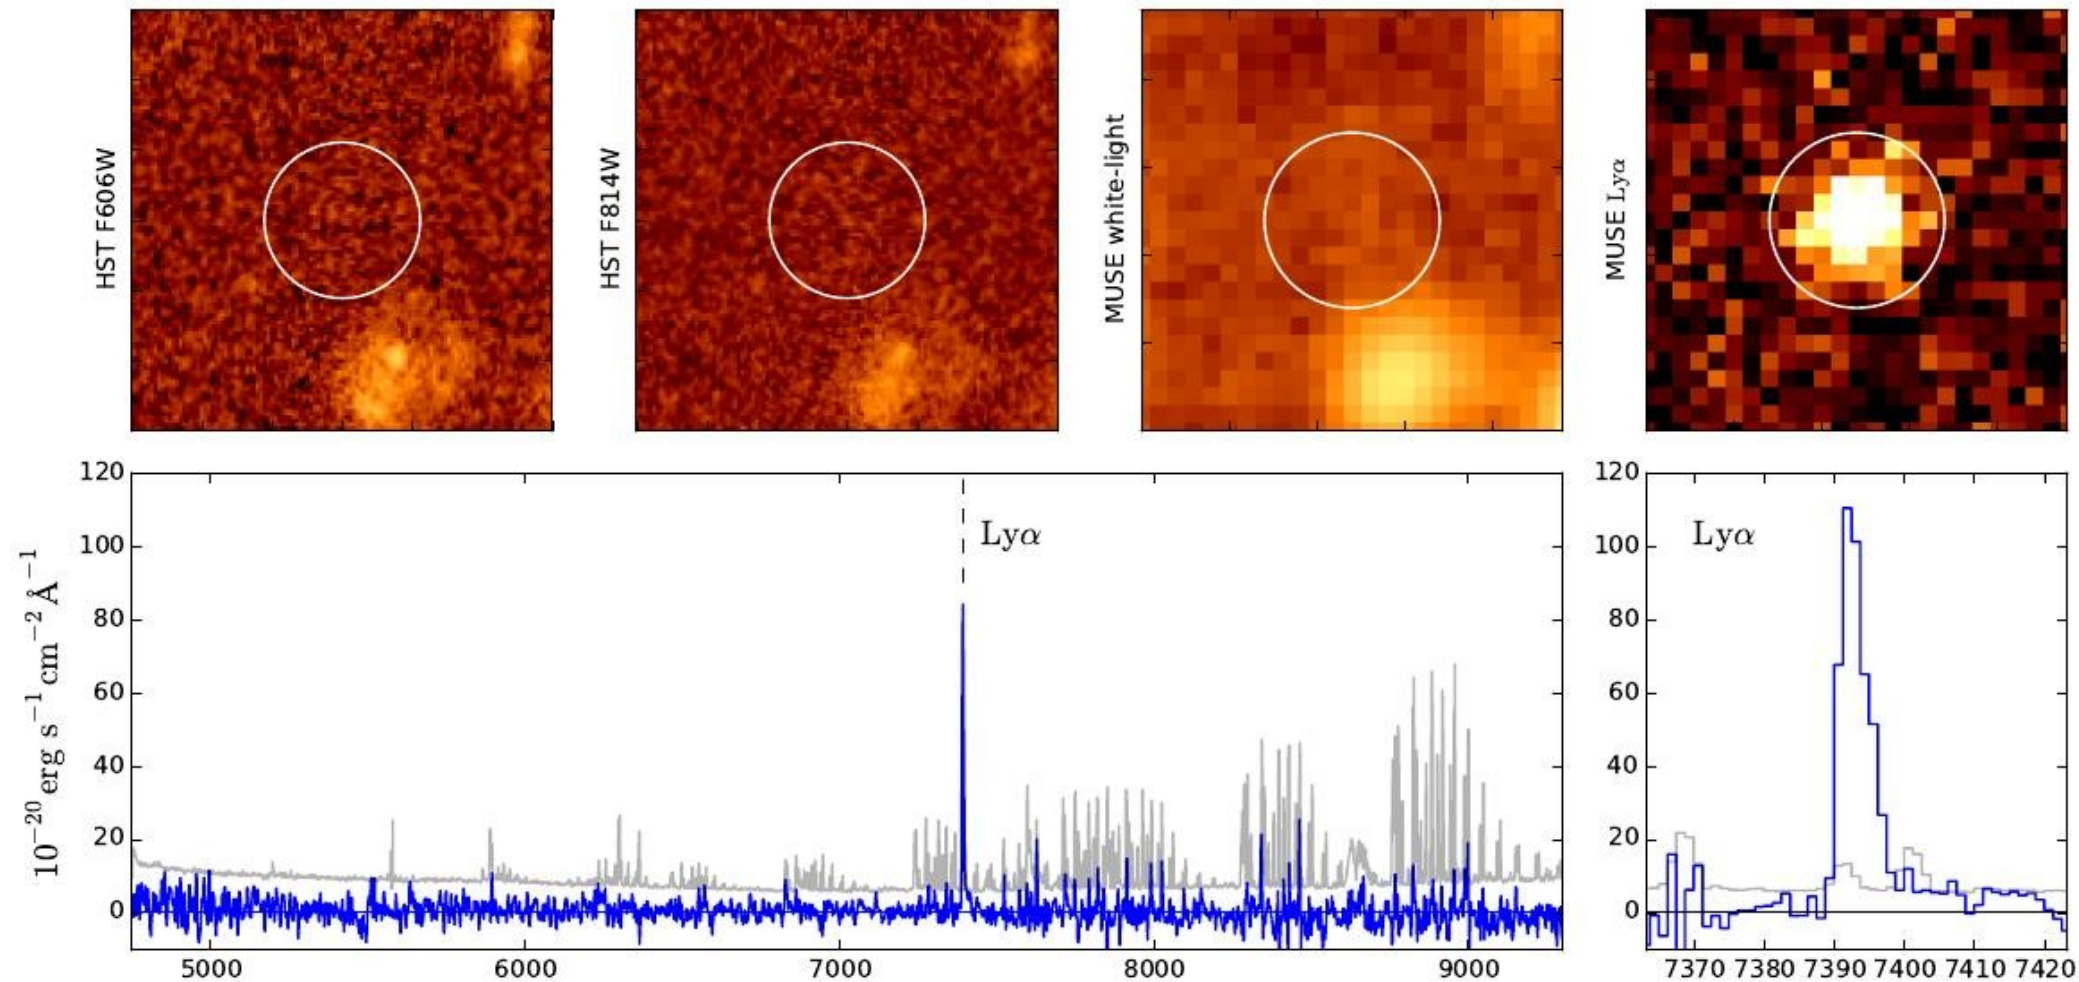 HST F606W
HST F814W
MUSE white-light
MUSE Lyα
10⁻²⁰ erg s⁻¹ cm⁻² Å⁻¹
120
100
80
60
40
20
0
Lyα
5000 6000 7000 8000 9000
120
100
80
60
40
20
0
Lyα
7370 7380 7390 7400 7410 7420